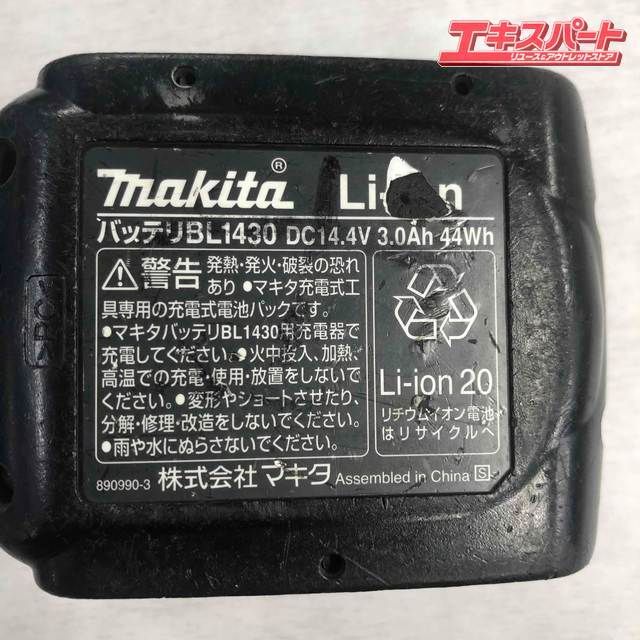 エキスパート
リユース&アウトレットストア
makita®
Li-ion
バッテリBL1430 DC14.4V 3.0Ah 44Wh
警告 発熱・発火・破裂の恐れ
あり ●マキタ充電式工
具専用の充電式電池パックです。
●マキタバッテリBL1430用充電器で
充電してください。●火中投入、加熱、
高温での充電・使用・放置をしないで
ください。●変形やショートさせたり、
分解・修理・改造をしないでください。
●雨や水にぬらさないでください。
Li-ion 20
リチウムイオン電池
はリサイクルへ
890990-3 株式会社マキタ Assembled in China S
>PC<